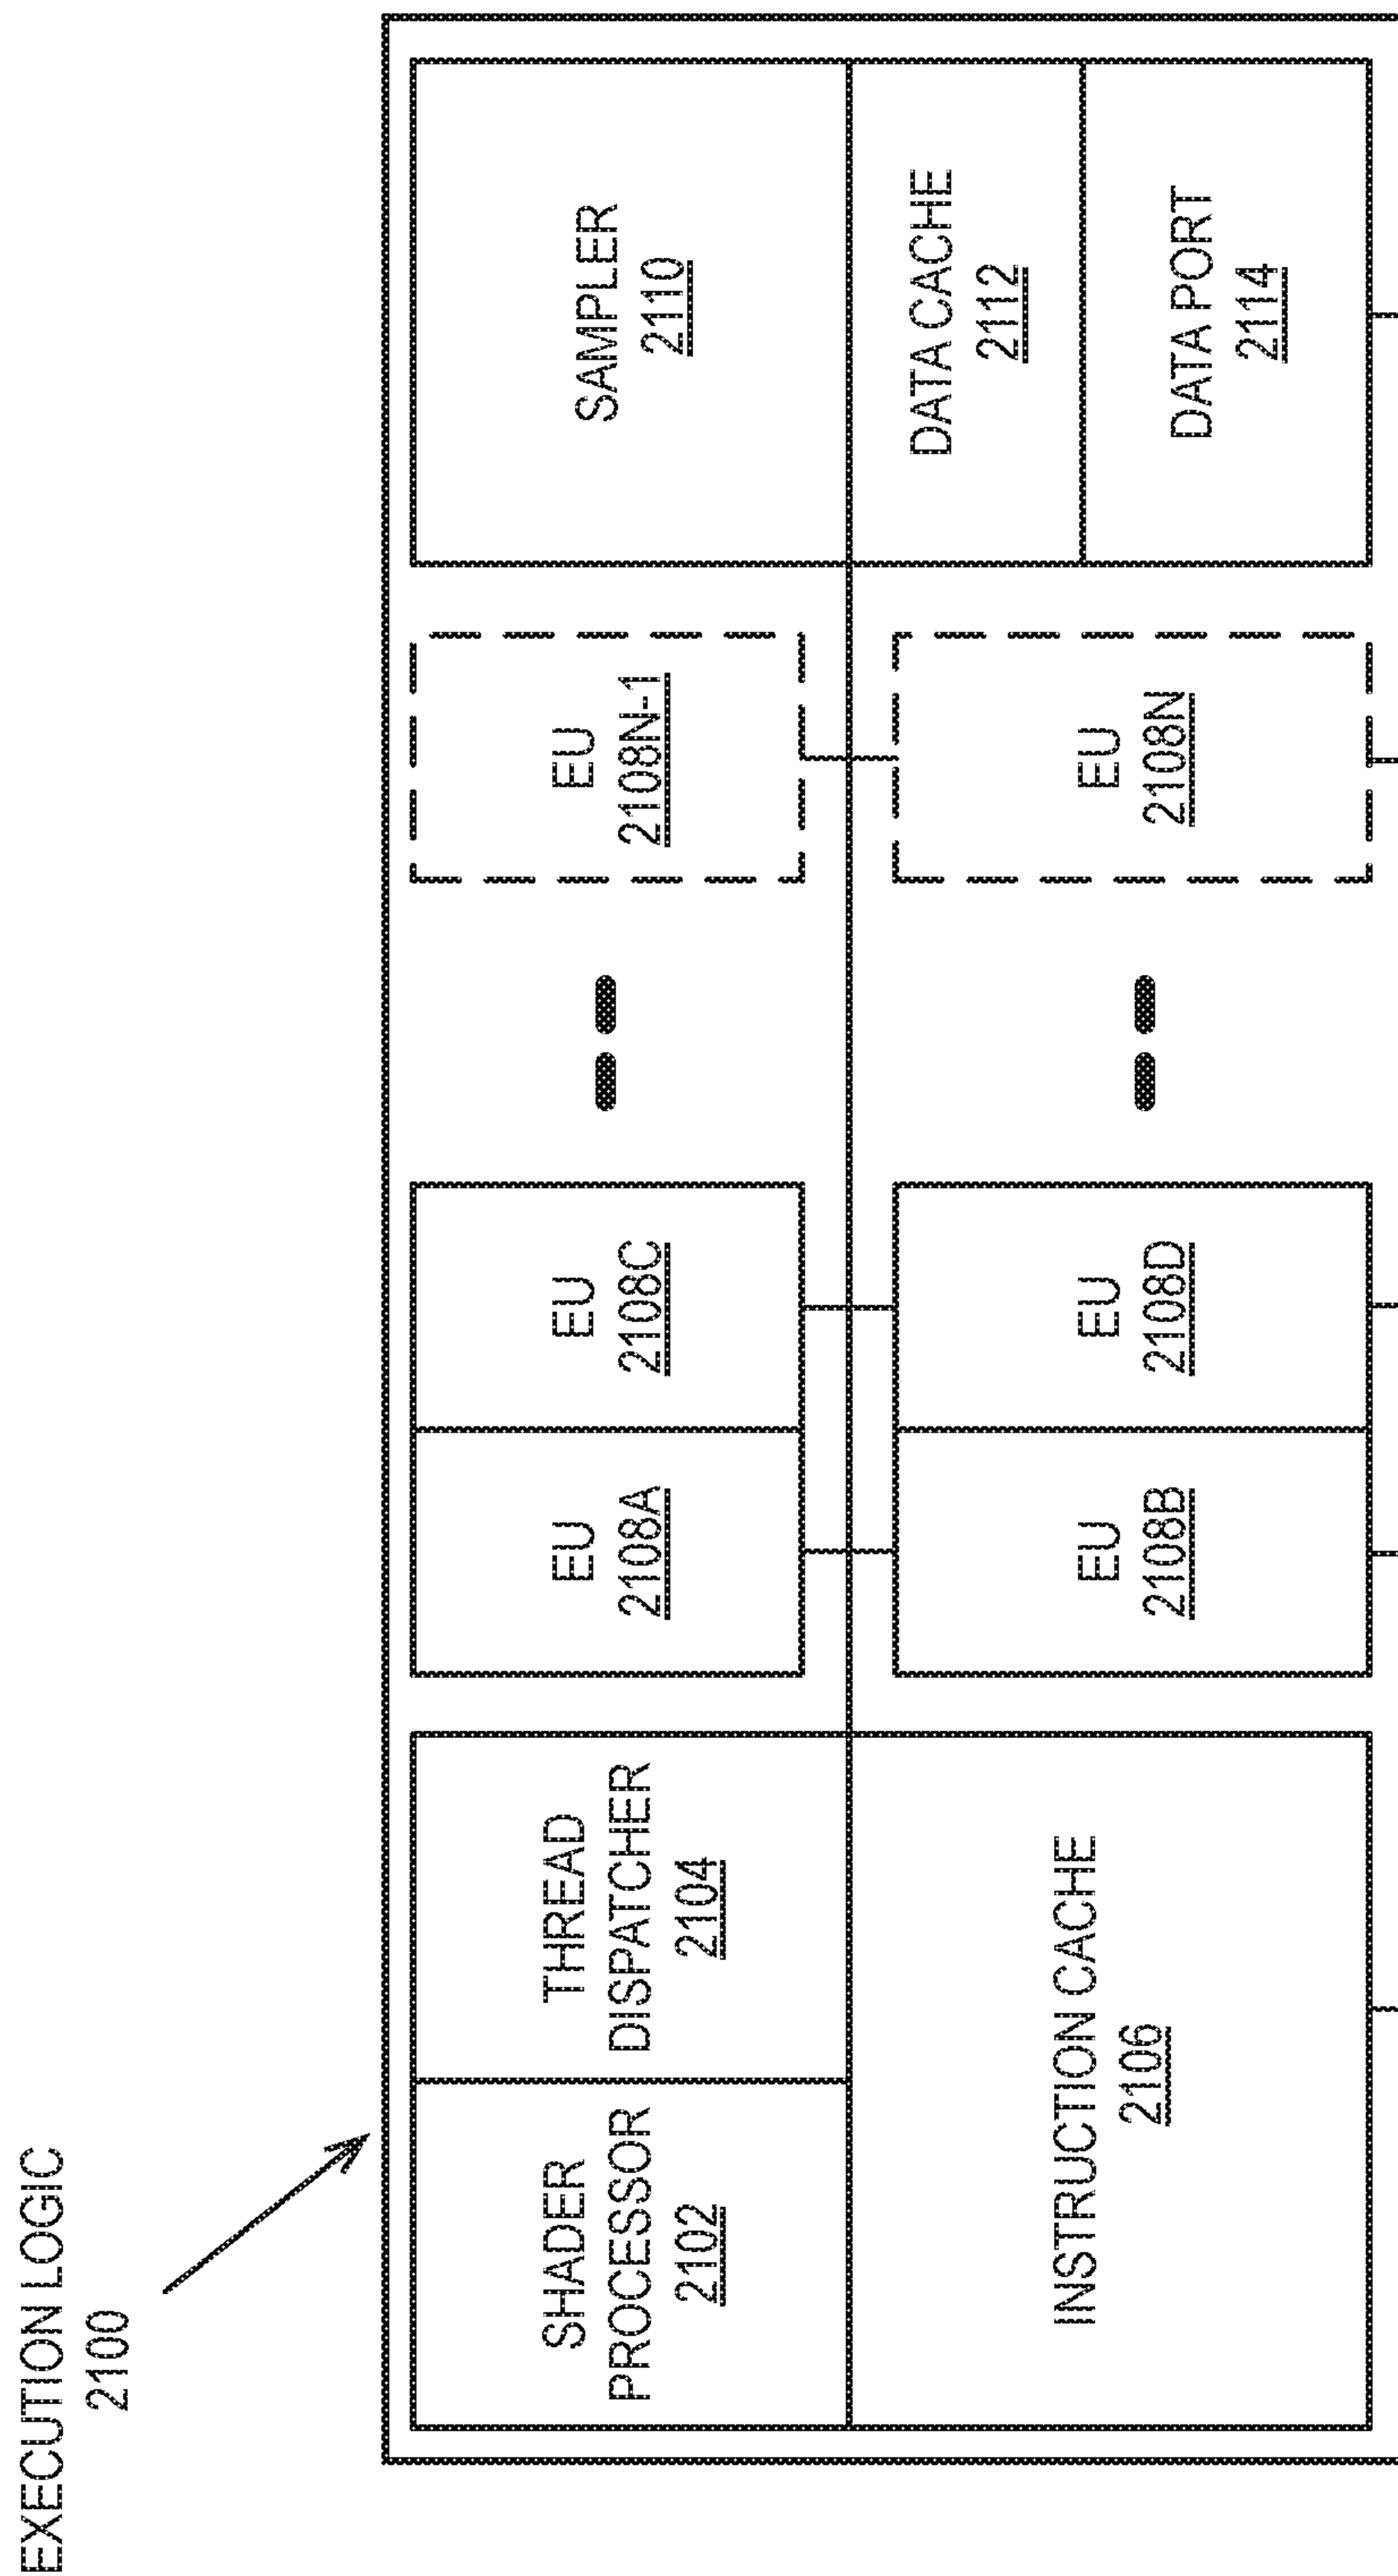 EXECUTION LOGIC
2100
SHADER
PROCESSOR
2102
THREAD
DISPATCHER
2104
INSTRUCTION CACHE
2106
EU
2108A
EU
2108C
EU
2108N-1
EU
2108B
EU
2108D
EU
2108N
SAMPLER
2110
DATA CACHE
2112
DATA PORT
2114